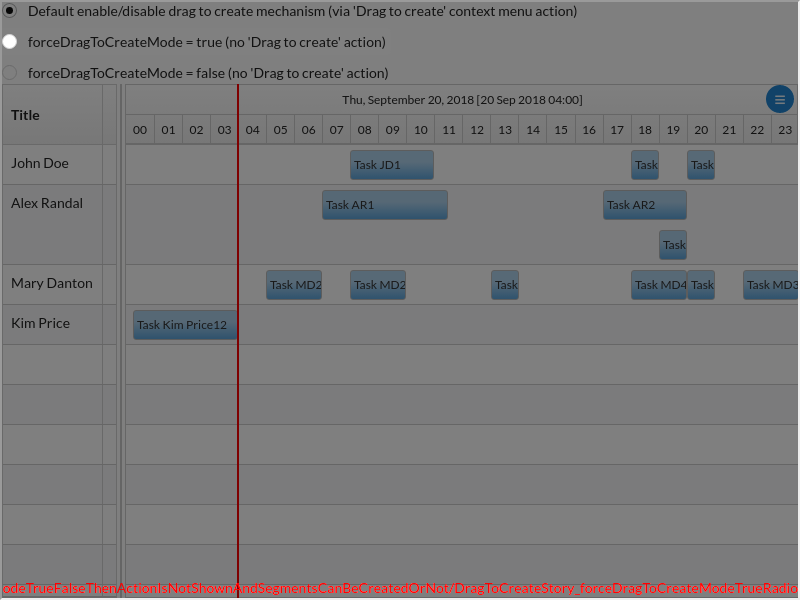 Default enable/disable drag to create mechanism (via 'Drag to create' context menu action)
forceDragToCreateMode = true (no 'Drag to create' action)
forceDragToCreateMode = false (no 'Drag to create' action)
Title
Thu, September 20, 2018 [20 Sep 2018 04:00]
00 01 02 03 04 05 06 07 08 09 10 11 12 13 14 15 16 17 18 19 20 21 22 23
John Doe
Task JD1
Task
Task
Alex Randal
Task AR1
Task AR2
Task
Mary Danton
Task MD2
Task MD2
Task
Task MD4
Task
Task MD3
Kim Price
Task Kim Price12
odeTrueFalseThenActionIsNotShownAndSegmentsCanBeCreatedOrNot/DragToCreateStory_forceDragToCreateModeTrueRadio